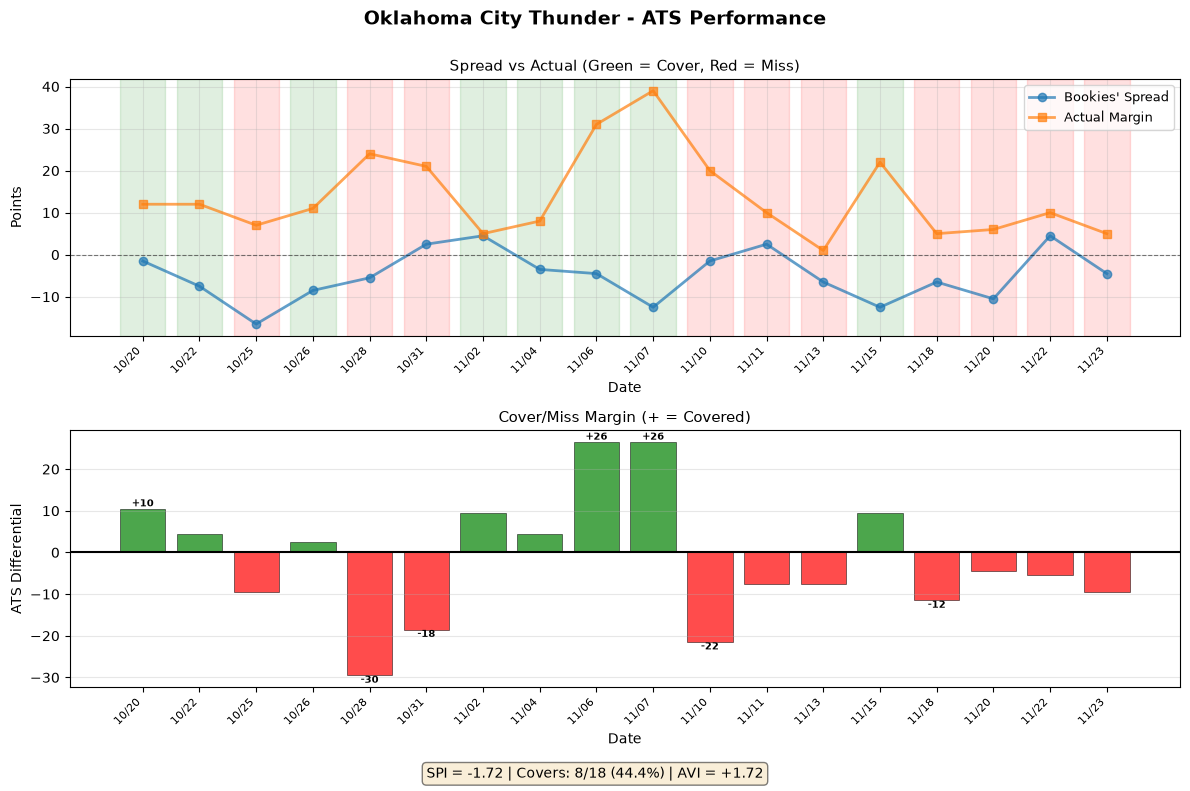 Oklahoma City Thunder - ATS Performance
Spread vs Actual (Green = Cover, Red = Miss)
Points
40
30
20
10
0
−10
Bookies' Spread
Actual Margin
10/20 10/22 10/25 10/26 10/28 10/31 11/02 11/04 11/06 11/07 11/10 11/11 11/13 11/15 11/18 11/20 11/22 11/23
Date
Cover/Miss Margin (+ = Covered)
ATS Differential
20
10
0
−10
−20
−30
+10
-30
-18
+26
+26
-22
-12
10/20 10/22 10/25 10/26 10/28 10/31 11/02 11/04 11/06 11/07 11/10 11/11 11/13 11/15 11/18 11/20 11/22 11/23
Date
SPI = -1.72 | Covers: 8/18 (44.4%) | AVI = +1.72